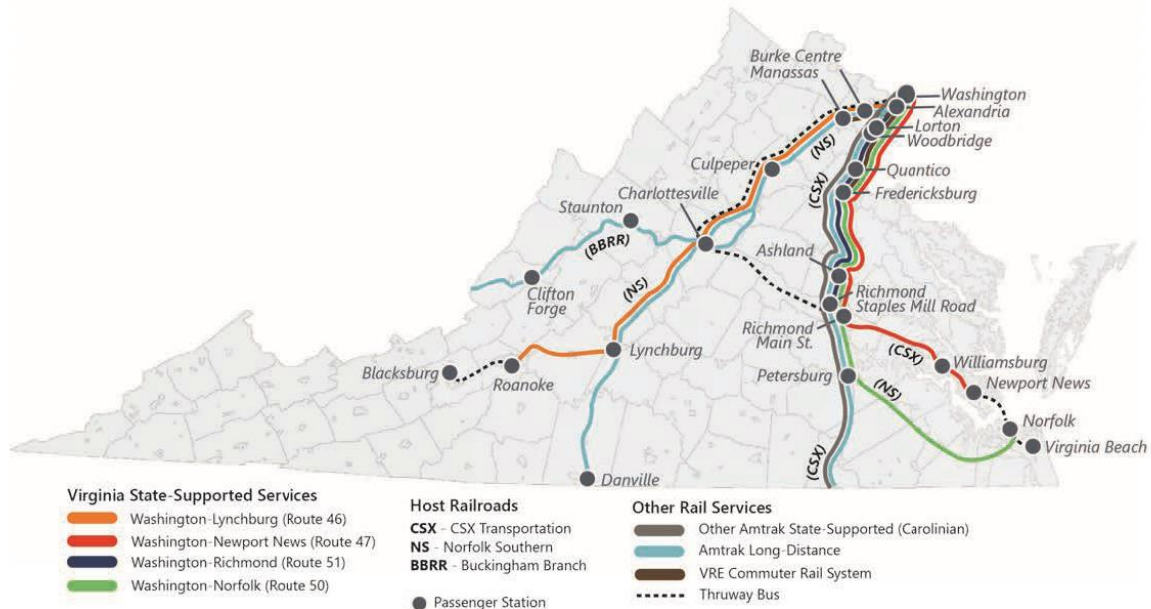 Burke Centre
Manassas
Washington
Alexandria
Lorton
Woodbridge
(NS)
Culpeper
Quantico
(CSX)
Charlottesville
Fredericksburg
Staunton
(BBRR)
Ashland
Clifton
Forge
(NS)
Richmond
Staples Mill Road
Richmond
Main St.
(CSX)
Lynchburg
Williamsburg
Blacksburg
Roanoke
Petersburg
(NS)
Newport News
Norfolk
Virginia Beach
(CSX)
Danville
Virginia State-Supported Services
Washington-Lynchburg (Route 46)
Washington-Newport News (Route 47)
Washington-Richmond (Route 51)
Washington-Norfolk (Route 50)
Host Railroads
CSX - CSX Transportation
NS - Norfolk Southern
BBRR - Buckingham Branch
Passenger Station
Other Rail Services
Other Amtrak State-Supported (Carolinian)
Amtrak Long-Distance
VRE Commuter Rail System
Thruway Bus